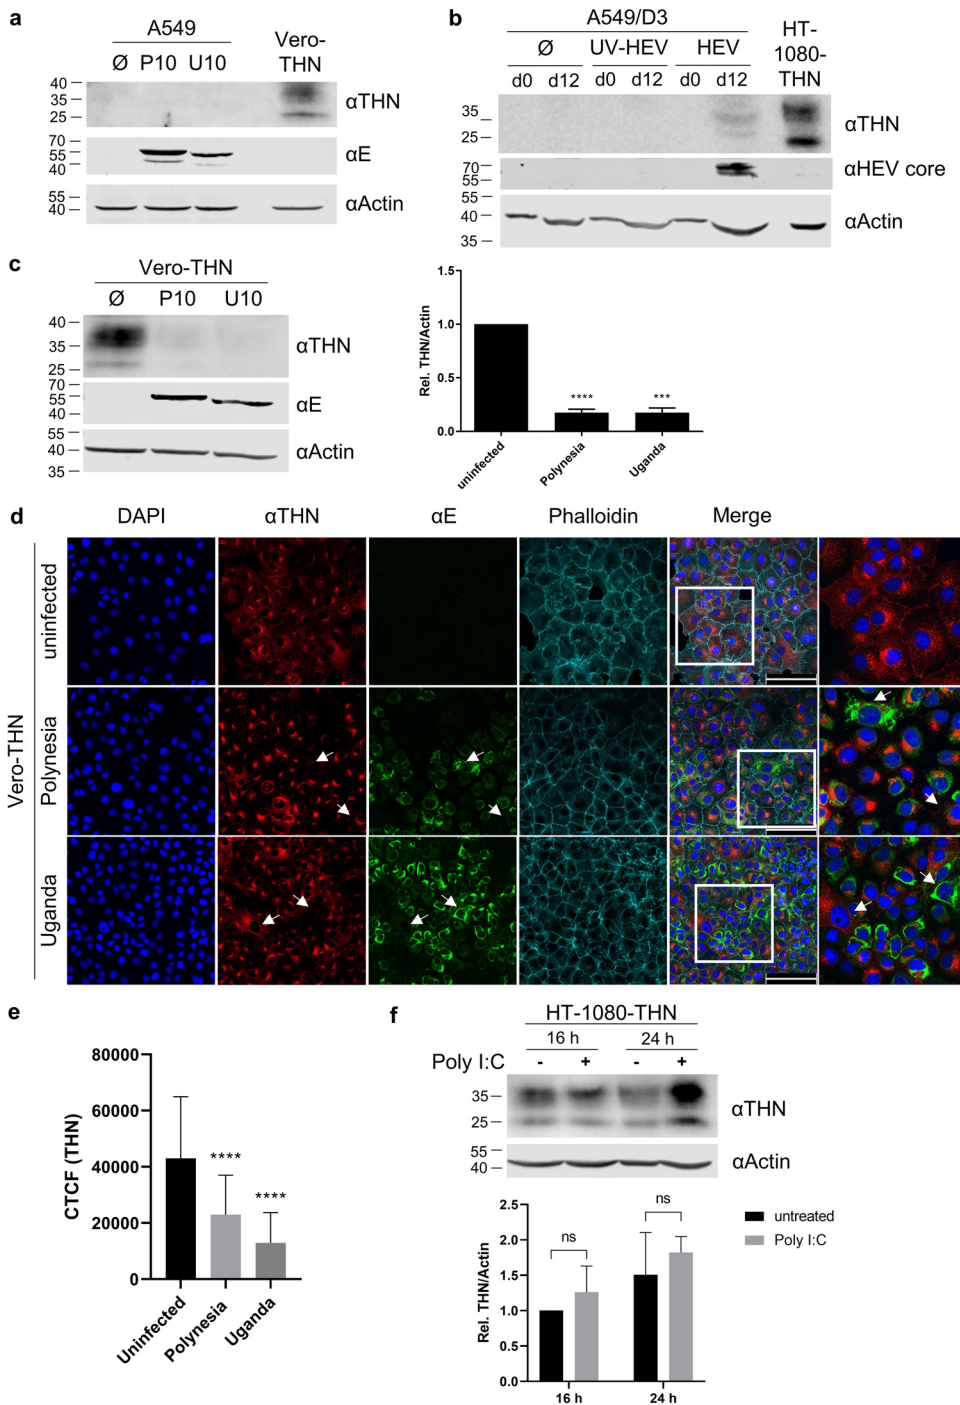 a
A549
Ø P10 U10
Vero-
THN
40
35
25
αTHN
70
55
40
αE
55
40
αActin
b
A549/D3
Ø UV-HEV HEV
d0 d12 d0 d12 d0 d12
HT-
1080-
THN
35
25
αTHN
70
55
αHEV core
55
40
35
αActin
c
Vero-THN
Ø P10 U10
40
35
25
αTHN
70
55
40
αE
55
40
35
αActin
Rel. THN/Actin
1.5
1.0
0.5
0.0
****
***
uninfected
Polynesia
Uganda
d
DAPI αTHN αE Phalloidin Merge
Vero-THN
uninfected
Polynesia
Uganda
e
CTCF (THN)
80000
60000
40000
20000
0
****
****
Uninfected
Polynesia
Uganda
f
HT-1080-THN
16 h 24 h
Poly I:C - + - +
35
25
αTHN
55
40
αActin
Rel. THN/Actin
2.5
2.0
1.5
1.0
0.5
0.0
ns
ns
16 h 24 h
untreated
Poly I:C